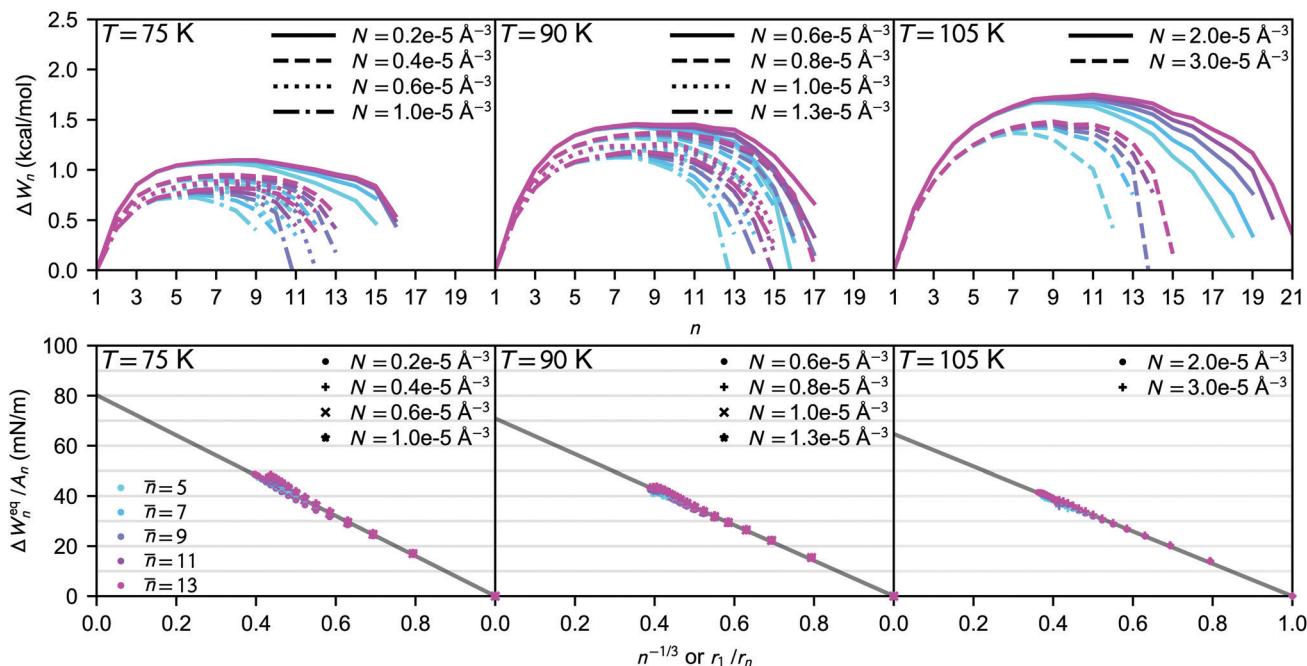 2.5
2.0
1.5
1.0
0.5
0.0
ΔWₙ (kcal/mol)
T = 75 K
N = 0.2e-5 Å⁻³
N = 0.4e-5 Å⁻³
N = 0.6e-5 Å⁻³
N = 1.0e-5 Å⁻³
T = 90 K
N = 0.6e-5 Å⁻³
N = 0.8e-5 Å⁻³
N = 1.0e-5 Å⁻³
N = 1.3e-5 Å⁻³
T = 105 K
N = 2.0e-5 Å⁻³
N = 3.0e-5 Å⁻³
1 3 5 7 9 11 13 15 17 19 1 3 5 7 9 11 13 15 17 19 1 3 5 7 9 11 13 15 17 19 21
n
100
80
60
40
20
0
ΔWₙᵉq/Aₙ (mN/m)
T = 75 K
N = 0.2e-5 Å⁻³
N = 0.4e-5 Å⁻³
N = 0.6e-5 Å⁻³
N = 1.0e-5 Å⁻³
n̅ = 5
n̅ = 7
n̅ = 9
n̅ = 11
n̅ = 13
T = 90 K
N = 0.6e-5 Å⁻³
N = 0.8e-5 Å⁻³
N = 1.0e-5 Å⁻³
N = 1.3e-5 Å⁻³
T = 105 K
N = 2.0e-5 Å⁻³
N = 3.0e-5 Å⁻³
0.0 0.2 0.4 0.6 0.8 0.0 0.2 0.4 0.6 0.8 0.0 0.2 0.4 0.6 0.8 1.0
n⁻¹/³ or r₁/rₙ